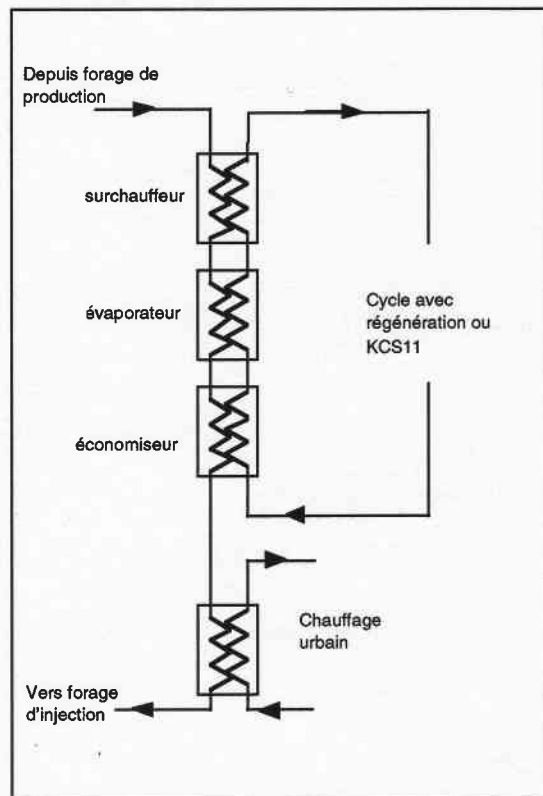 Depuis forage de
production
surchauffeur
évaporateur
Cycle avec
régénération ou
KCS11
économiseur
Chauffage
urbain
Vers forage
d'injection